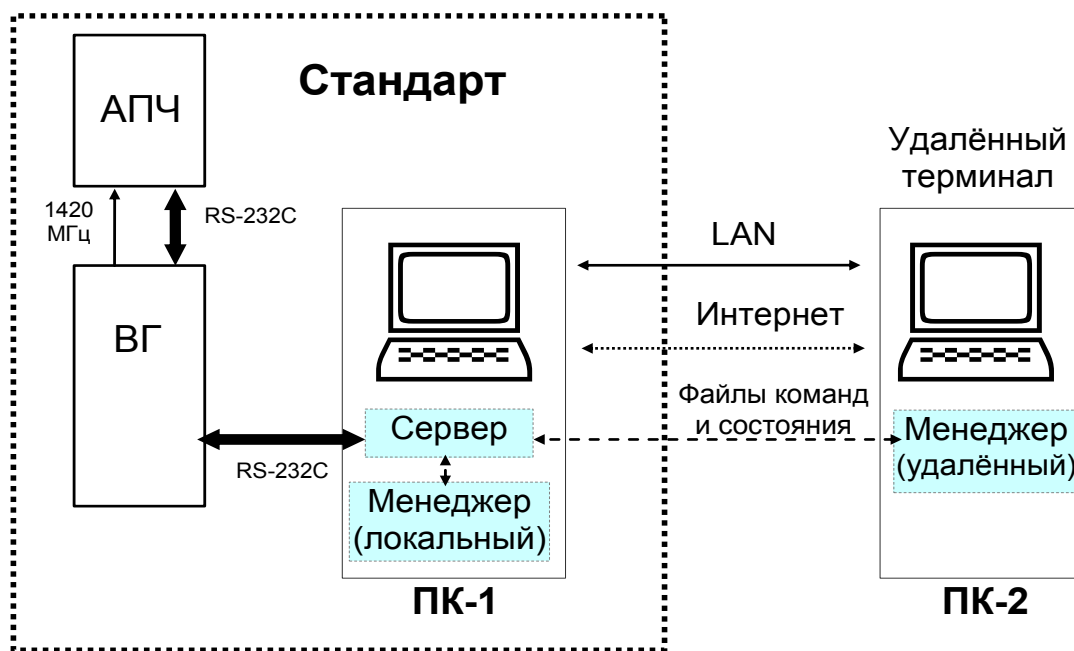 Стандарт
АПЧ
1420
МГц
RS-232C
ВГ
RS-232C
Сервер
Менеджер
(локальный)
ПК-1
LAN
Интернет
Файлы команд
и состояния
Удалённый
терминал
Менеджер
(удалённый)
ПК-2